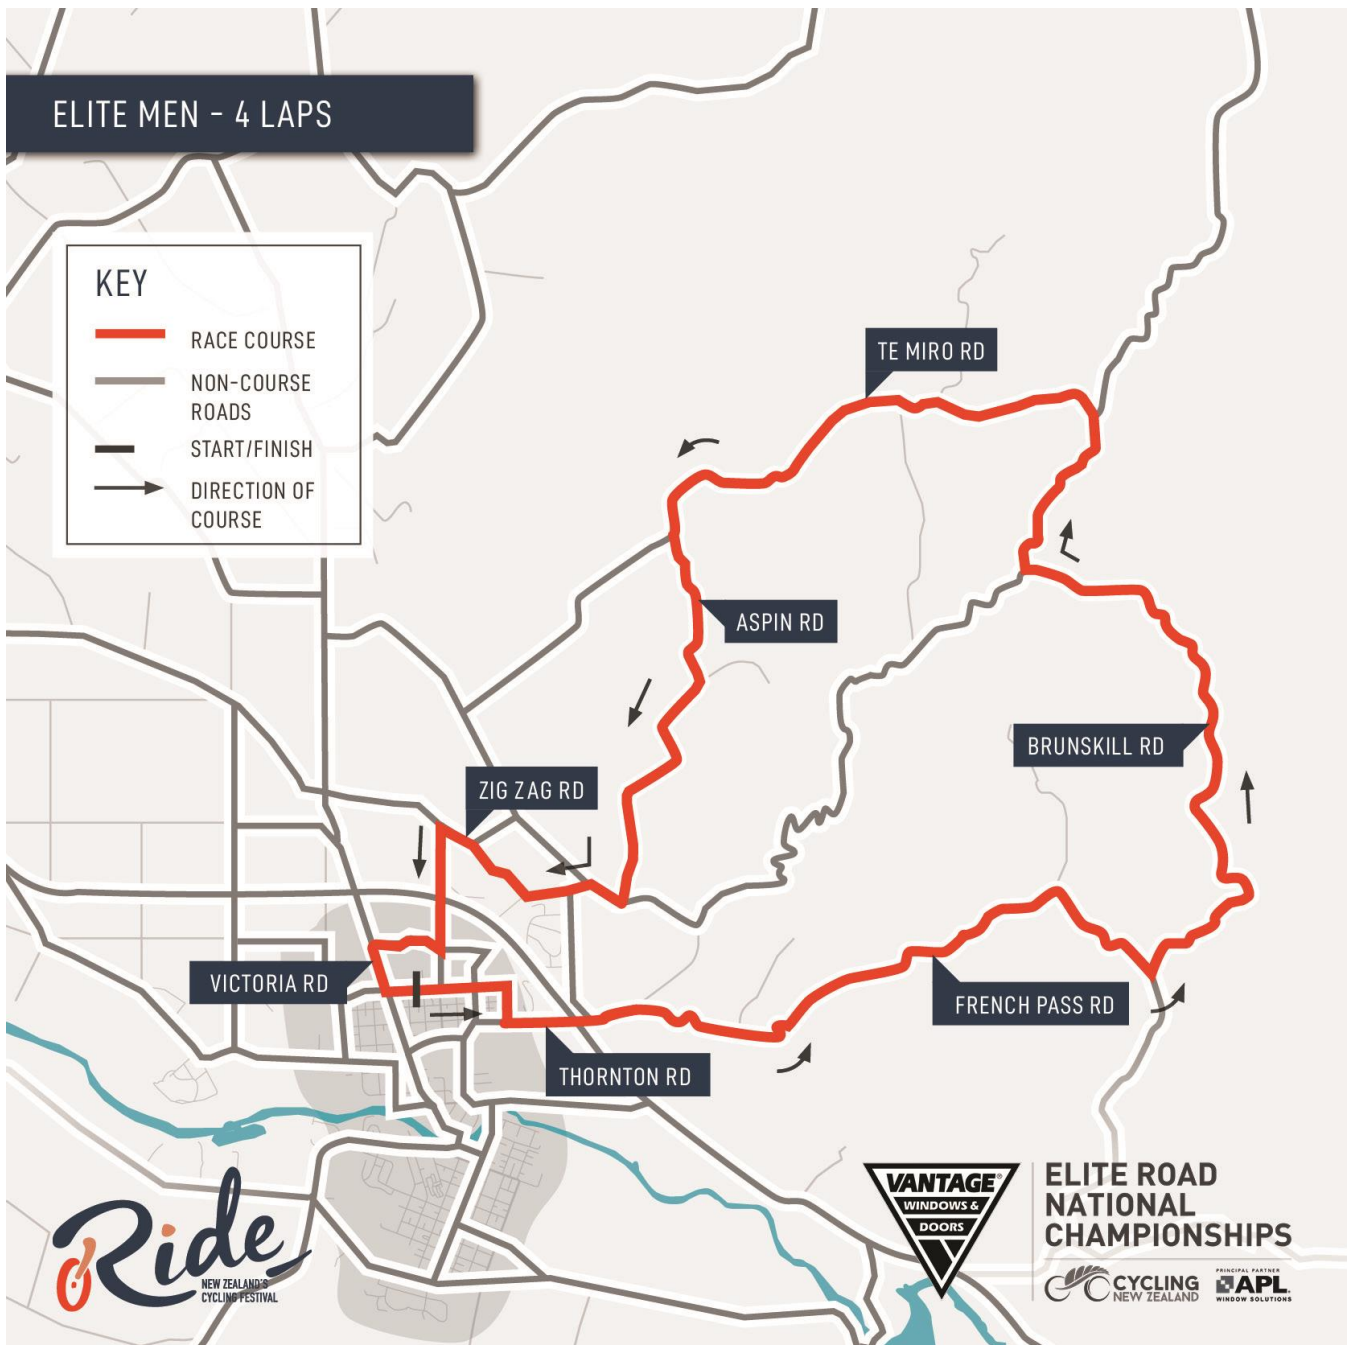 ELITE MEN - 4 LAPS
KEY
RACE COURSE
NON-COURSE
ROADS
START/FINISH
DIRECTION OF
COURSE
TE MIRO RD
ASPIN RD
BRUNSKILL RD
ZIG ZAG RD
VICTORIA RD
FRENCH PASS RD
THORNTON RD
Ride
NEW ZEALAND'S
CYCLING FESTIVAL
VANTAGE®
WINDOWS &
DOORS
ELITE ROAD
NATIONAL
CHAMPIONSHIPS
CYCLING
NEW ZEALAND
PRINCIPAL PARTNER
APL.
WINDOW SOLUTIONS